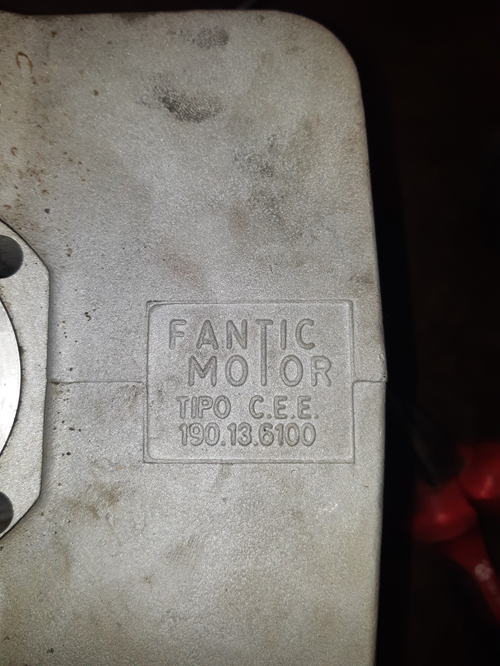 FANTIC
MOTOR
TIPO C.E.E.
190.13.6100